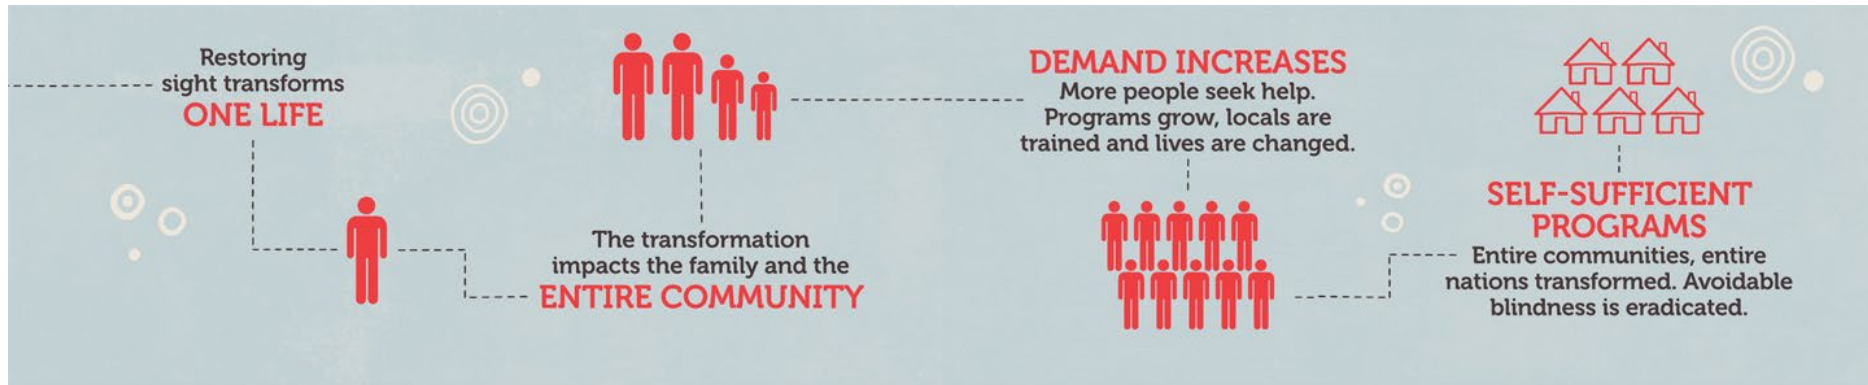 Restoring
sight transforms
ONE LIFE
The transformation
impacts the family and the
ENTIRE COMMUNITY
DEMAND INCREASES
More people seek help.
Programs grow, locals are
trained and lives are changed.
SELF-SUFFICIENT
PROGRAMS
Entire communities, entire
nations transformed. Avoidable
blindness is eradicated.